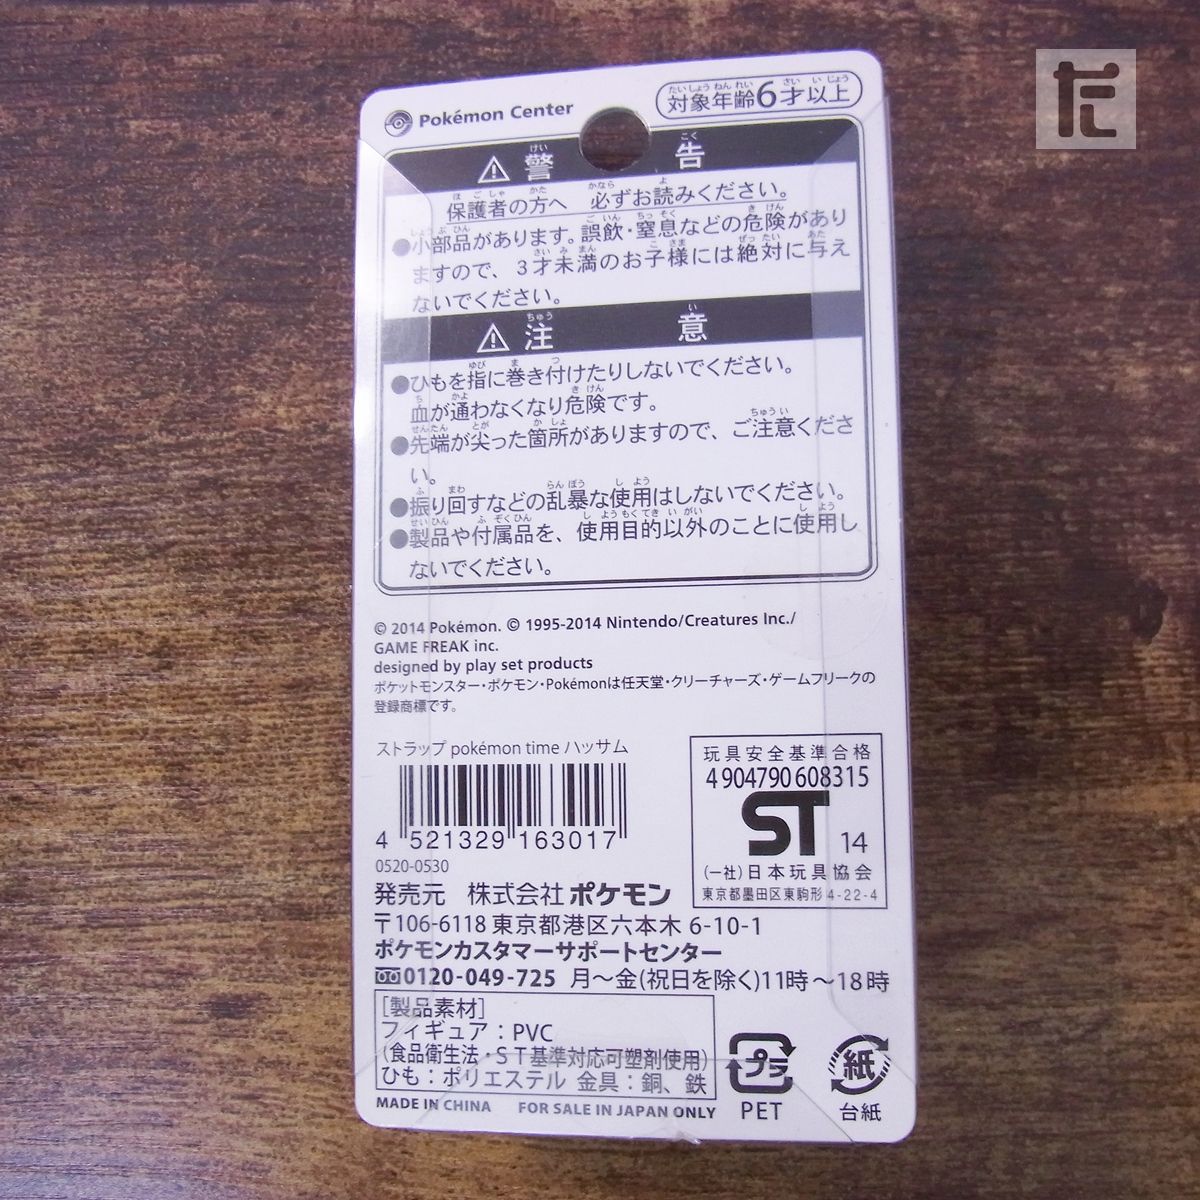 Pokémon Center
対象年齢6才以上
警告
保護者の方へ 必ずお読みください。
●小部品があります。誤飲・窒息などの危険があり
ますので、3才未満のお子様には絶対に与え
ないでください。
注意
●ひもを指に巻き付けたりしないでください。
血が通わなくなり危険です。
●先端が尖った箇所がありますので、ご注意くださ
い。
●振り回すなどの乱暴な使用はしないでください。
●製品や付属品を、使用目的以外のことに使用し
ないでください。
© 2014 Pokémon. © 1995-2014 Nintendo/Creatures Inc./
GAME FREAK inc.
designed by play set products
ポケットモンスター・ポケモン・Pokémonは任天堂・クリーチャーズ・ゲームフリークの
登録商標です。
ストラップ pokémon time ハッサム
4 521329 163017
0520-0530
玩具安全基準合格
4904790608315
ST 14
(一社)日本玩具協会
東京都墨田区東駒形 4-22-4
発売元 株式会社ポケモン
〒106-6118 東京都港区六本木 6-10-1
ポケモンカスタマーサポートセンター
0120-049-725 月～金(祝日を除く)11時～18時
[製品素材]
フィギュア：PVC
(食品衛生法・ST基準対応可塑剤使用)
ひも：ポリエステル 金具：銅、鉄
MADE IN CHINA FOR SALE IN JAPAN ONLY
プラ
PET
紙
台紙